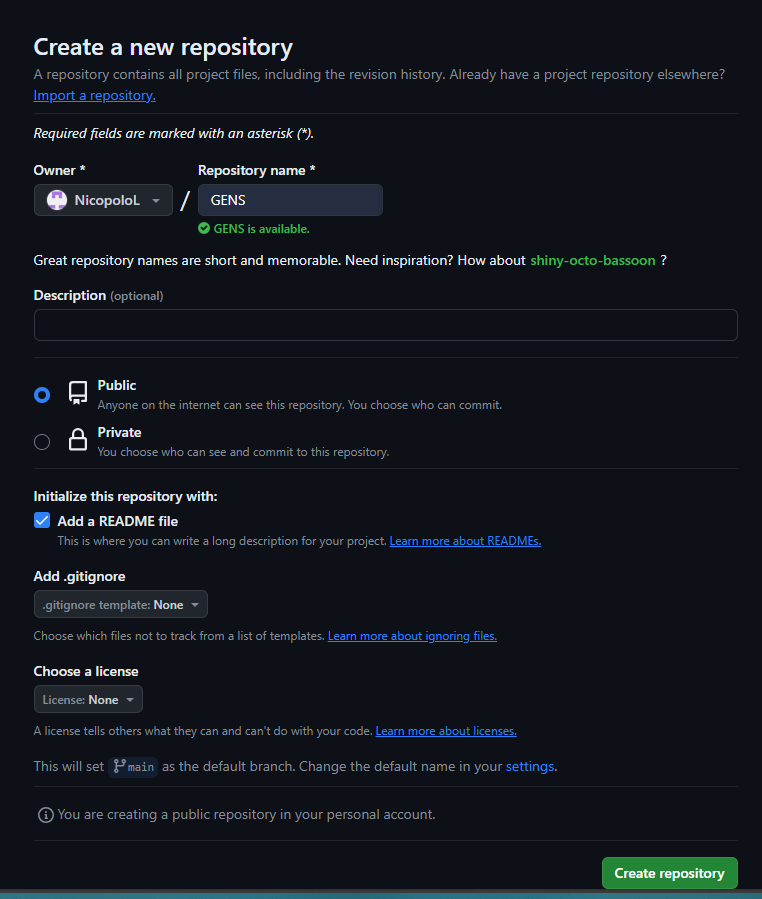 Create a new repository
A repository contains all project files, including the revision history. Already have a project repository elsewhere?
Import a repository.
Required fields are marked with an asterisk (*).
Owner * Repository name *
NicopoloL / GENS
GENS is available.
Great repository names are short and memorable. Need inspiration? How about shiny-octo-bassoon ?
Description (optional)
Public
Anyone on the internet can see this repository. You choose who can commit.
Private
You choose who can see and commit to this repository.
Initialize this repository with:
Add a README file
This is where you can write a long description for your project. Learn more about READMEs.
Add .gitignore
.gitignore template: None
Choose which files not to track from a list of templates. Learn more about ignoring files.
Choose a license
License: None
A license tells others what they can and can't do with your code. Learn more about licenses.
This will set main as the default branch. Change the default name in your settings.
You are creating a public repository in your personal account.
Create repository